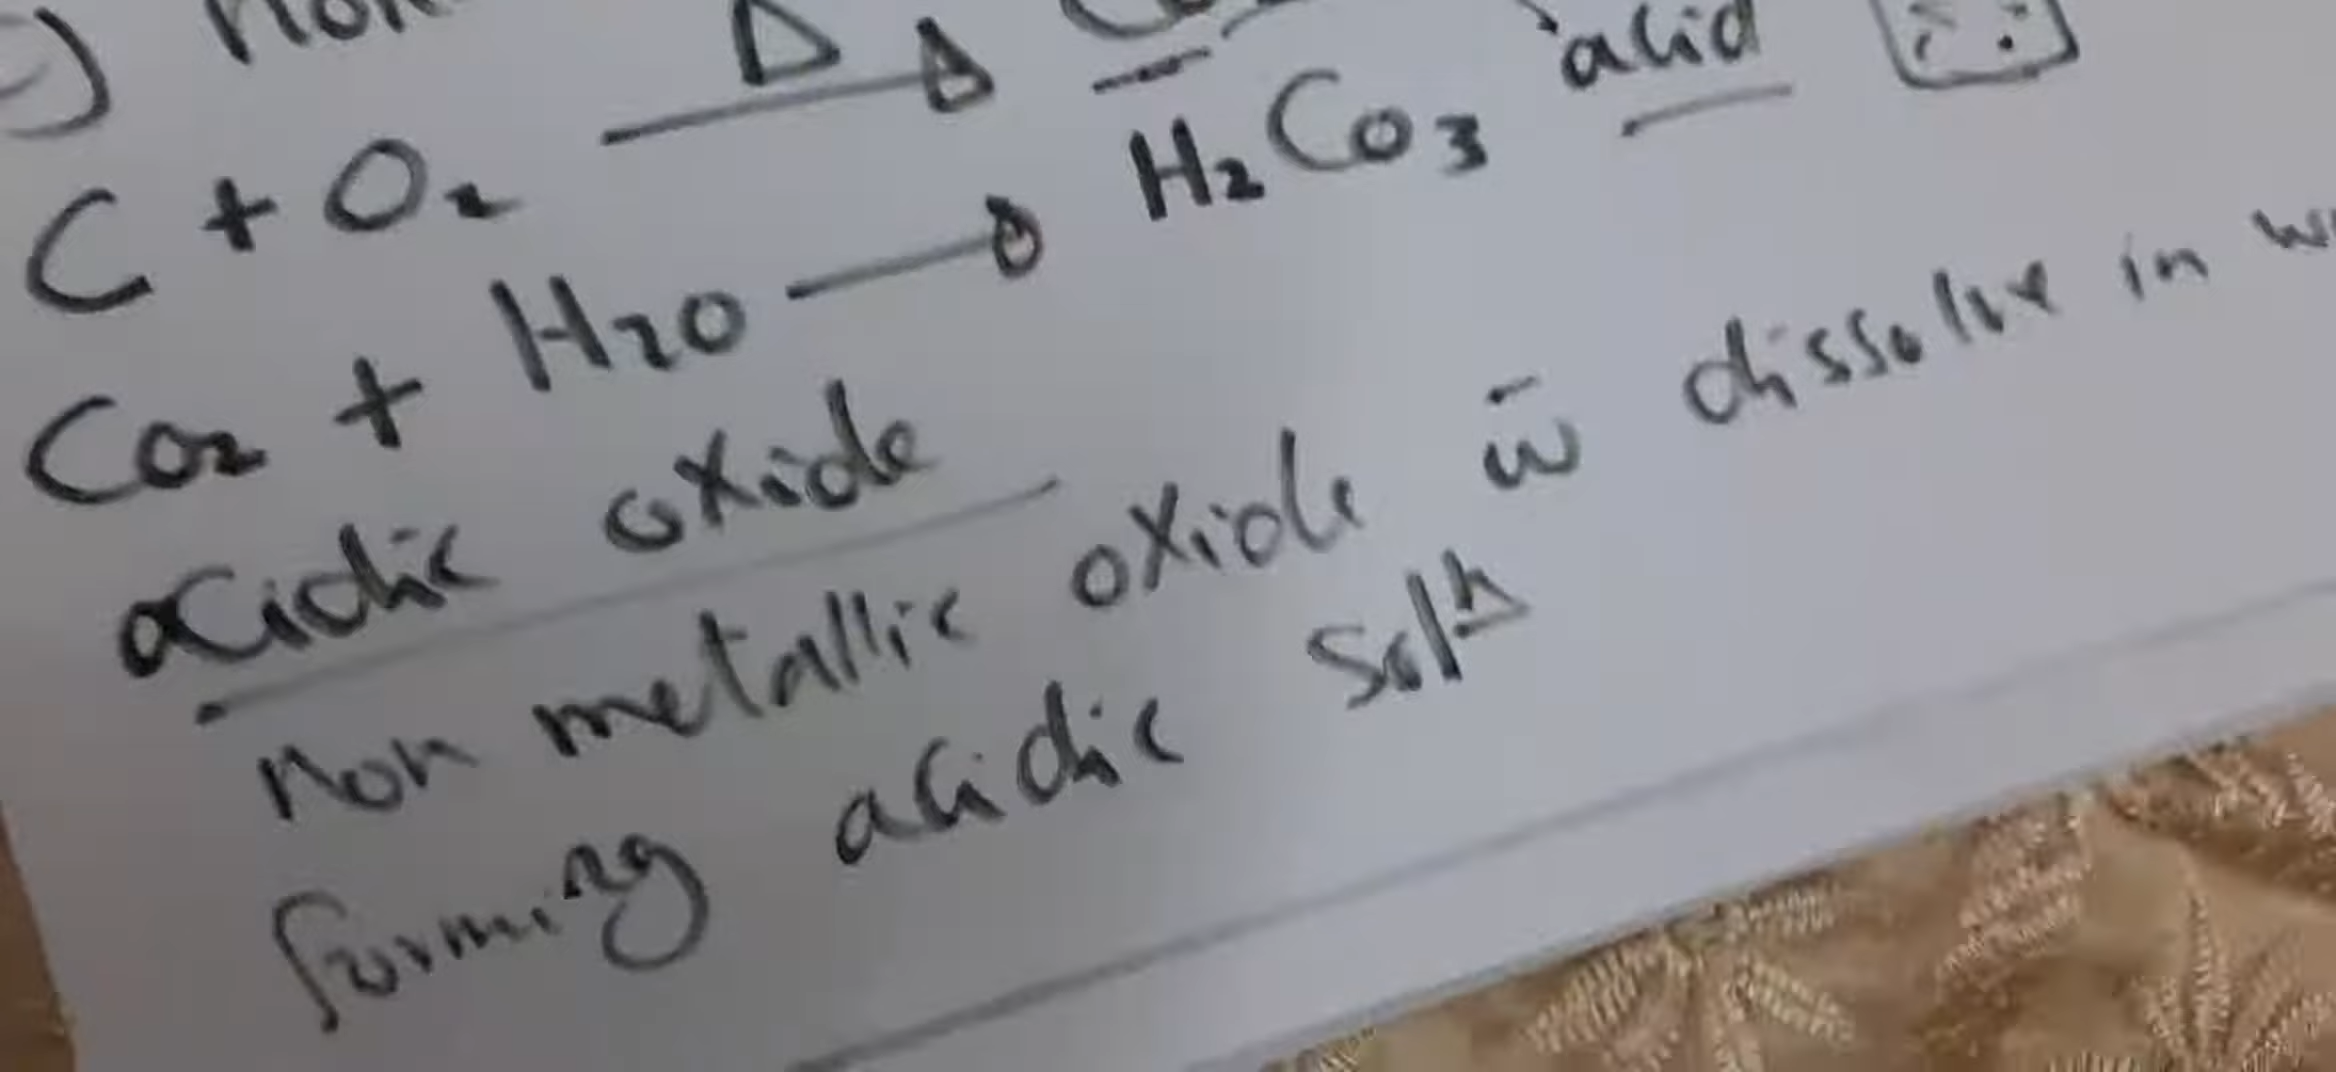 C + O2 Δ
acid
Co2 + H2O → H2Co3
acidic oxide
Non metallic oxide w̄ dissolve in
forming acidic solⁿ